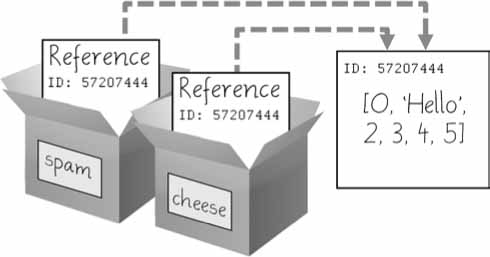 Reference
ID: 57207444
spam
Reference
ID: 57207444
cheese
ID: 57207444
[0, 'Hello',
2, 3, 4, 5]